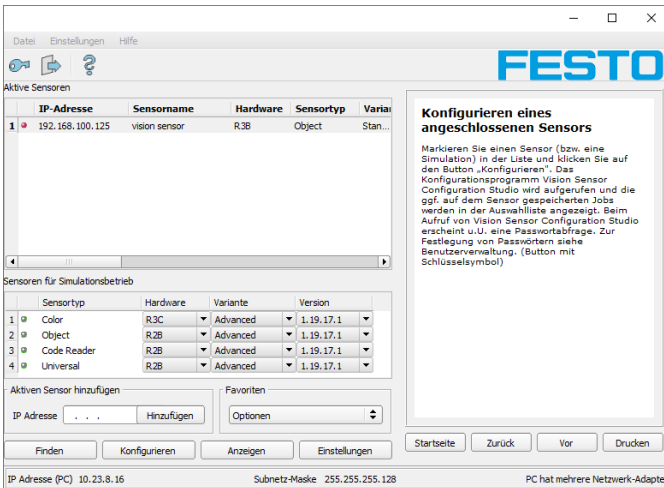 Datei Einstellungen Hilfe
FESTO
Aktive Sensoren
IP-Adresse Sensorname Hardware Sensortyp Varian
1 192.168.100.125 vision sensor R3B Object Stan...
Sensoren für Simulationsbetrieb
Sensortyp Hardware Variante Version
1 Color R3C Advanced 1.19.17.1
2 Object R2B Advanced 1.19.17.1
3 Code Reader R2B Advanced 1.19.17.1
4 Universal R2B Advanced 1.19.17.1
Aktiven Sensor hinzufügen
IP Adresse . . . Hinzufügen
Favoriten
Optionen
Finden Konfigurieren Anzeigen Einstellungen
Konfigurieren eines
angeschlossenen Sensors
Markieren Sie einen Sensor (bzw. eine
Simulation) in der Liste und klicken Sie auf
den Button „Konfigurieren". Das
Konfigurationsprogramm Vision Sensor
Configuration Studio wird aufgerufen und die
ggf. auf dem Sensor gespeicherten Jobs
werden in der Auswahlliste angezeigt. Beim
Aufruf von Vision Sensor Configuration Studio
erscheint u.U. eine Passwortabfrage. Zur
Festlegung von Passwörtern siehe
Benutzerverwaltung. (Button mit
Schlüsselsymbol)
Startseite Zurück Vor Drucken
IP Adresse (PC) 10.23.8.16 Subnetz-Maske 255.255.255.128 PC hat mehrere Netzwerk-Adapte